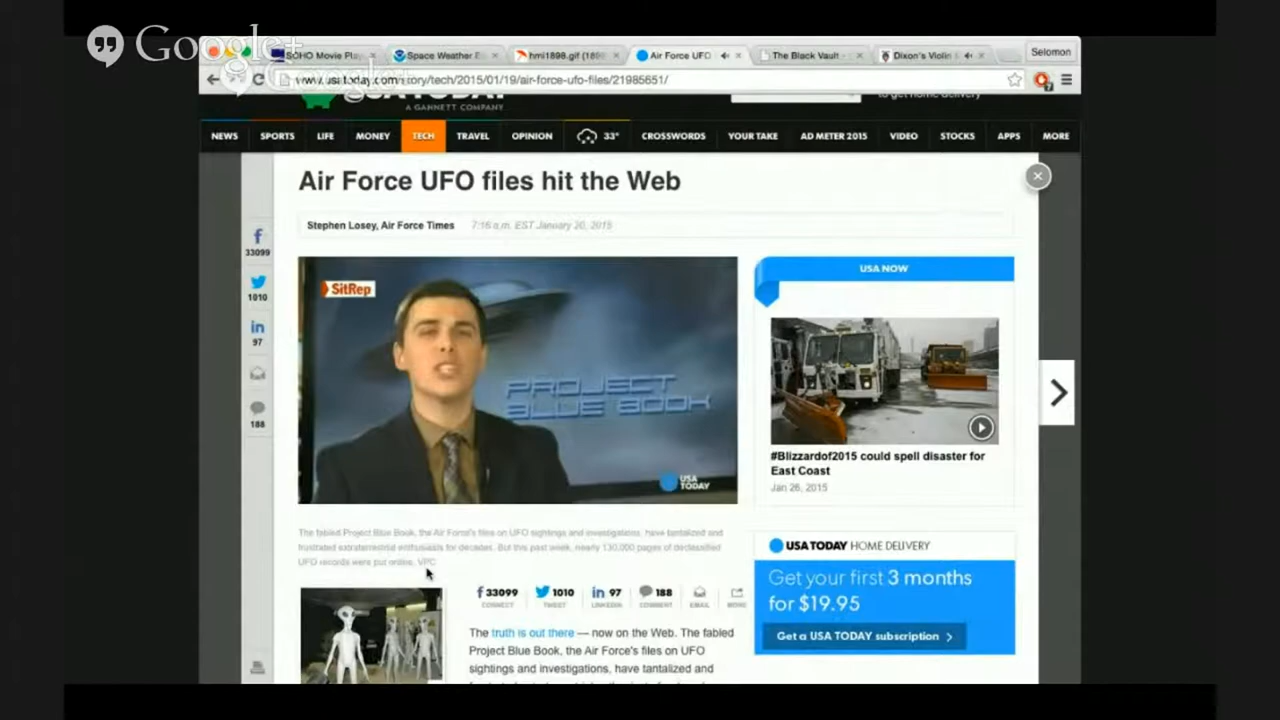 Google+
Google+
SOHO Movie Pla
Space Weather E
hmi1898.gif (189
Air Force UFO
The Black Vault -
Dixon's Violin
Selomon
www.usatoday.com/story/tech/2015/01/19/air-force-ufo-files/21985651/
USA TODAY
A GANNETT COMPANY
to get home delivery
NEWS
SPORTS
LIFE
MONEY
TECH
TRAVEL
OPINION
33°
CROSSWORDS
YOUR TAKE
AD METER 2015
VIDEO
STOCKS
APPS
MORE
Air Force UFO files hit the Web
Stephen Losey, Air Force Times 7:16 a.m. EST January 20, 2015
33099
1010
in
97
188
SitRep
PROJECT
BLUE BOOK
USA
TODAY
The fabled Project Blue Book, the Air Force's files on UFO sightings and investigations, have tantalized and
frustrated extraterrestrial enthusiasts for decades. But this past week, nearly 130,000 pages of declassified
UFO records were put online. VPC
33099
CONNECT
1010
TWEET
in 97
LINKEDIN
188
COMMENT
EMAIL
MORE
The truth is out there — now on the Web. The fabled
Project Blue Book, the Air Force's files on UFO
sightings and investigations, have tantalized and
USA NOW
#Blizzardof2015 could spell disaster for
East Coast
Jan 26, 2015
USA TODAY HOME DELIVERY
Get your first 3 months
for $19.95
Get a USA TODAY subscription